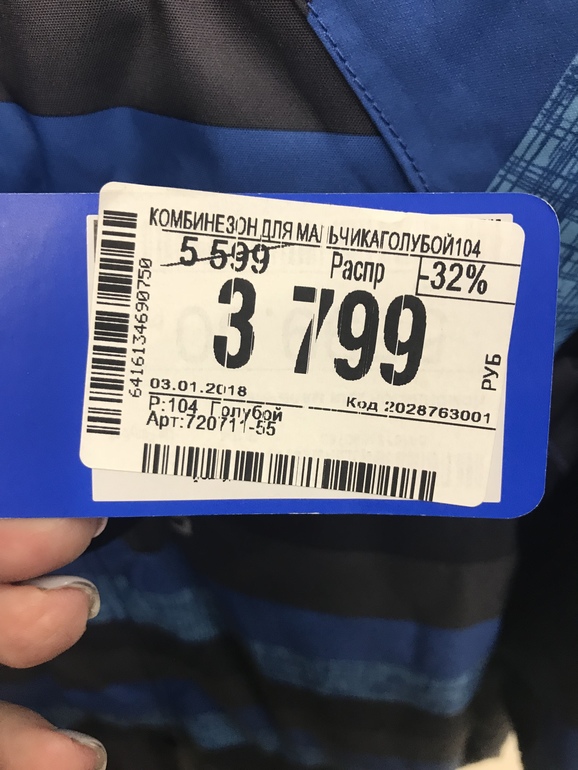 КОМБИНЕЗОН ДЛЯ МАЛЬЧИКАГОЛУБОЙ104
5 599
Распр
-32%
3 799
РУБ
6416134690750
03.01.2018
Код 2028763001
Р:104 Голубой
Арт:720711-55